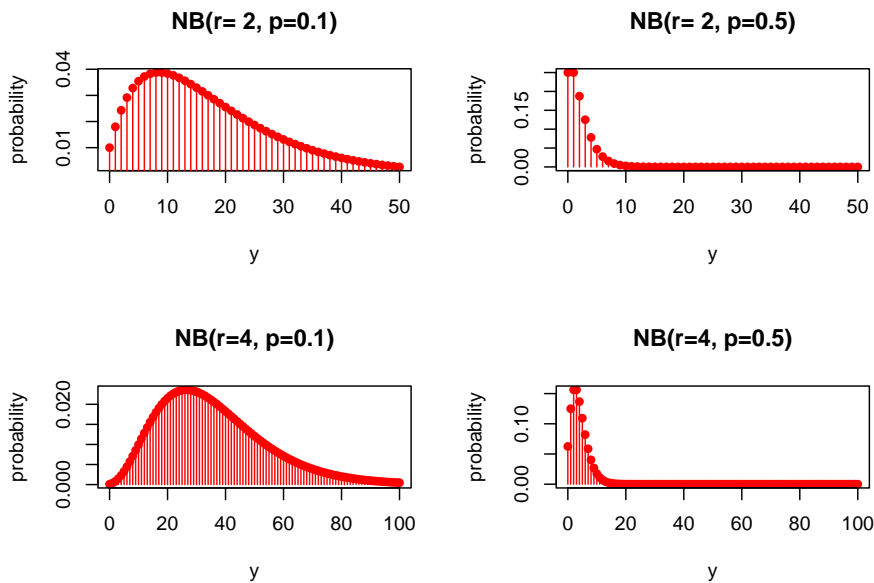 NB(r= 2, p=0.1)
probability
0.04
0.01
0 10 20 30 40 50
y
NB(r= 2, p=0.5)
probability
0.15
0.00
0 10 20 30 40 50
y
NB(r=4, p=0.1)
probability
0.020
0.000
0 20 40 60 80 100
y
NB(r=4, p=0.5)
probability
0.10
0.00
0 20 40 60 80 100
y